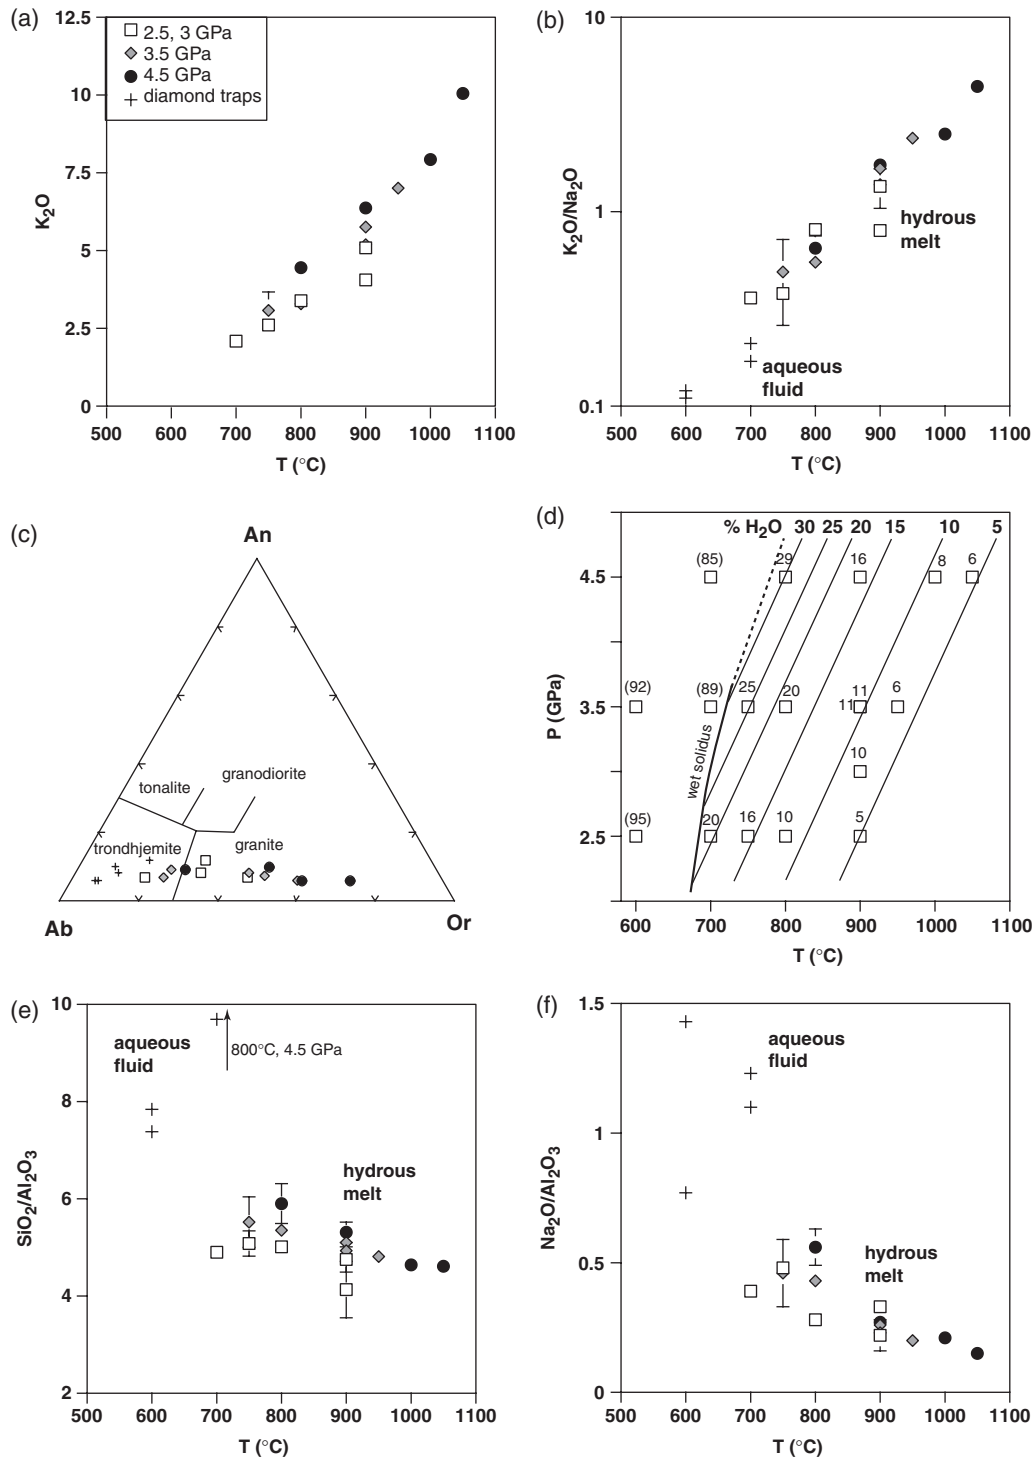 (a)
12.5
10
7.5
5
2.5
0
K₂O
2.5, 3 GPa
3.5 GPa
4.5 GPa
diamond traps
500 600 700 800 900 1000 1100
T (°C)
(b)
10
1
0.1
K₂O/Na₂O
hydrous
melt
aqueous
fluid
500 600 700 800 900 1000 1100
T (°C)
(c)
An
tonalite
granodiorite
trondhjemite
granite
Ab
Or
(d)
% H₂O 30 25 20 15 10 5
4.5
3.5
2.5
P (GPa)
(85) 29 16 8 6
(92) (89) 25 20 11 6
11
10
(95) 20 16 10 5
wet solidus
600 700 800 900 1000 1100
T (°C)
(e)
10
8
6
4
2
SiO₂/Al₂O₃
aqueous
fluid
800°C, 4.5 GPa
hydrous
melt
500 600 700 800 900 1000 1100
T (°C)
(f)
1.5
1
0.5
0
Na₂O/Al₂O₃
aqueous
fluid
hydrous
melt
500 600 700 800 900 1000 1100
T (°C)